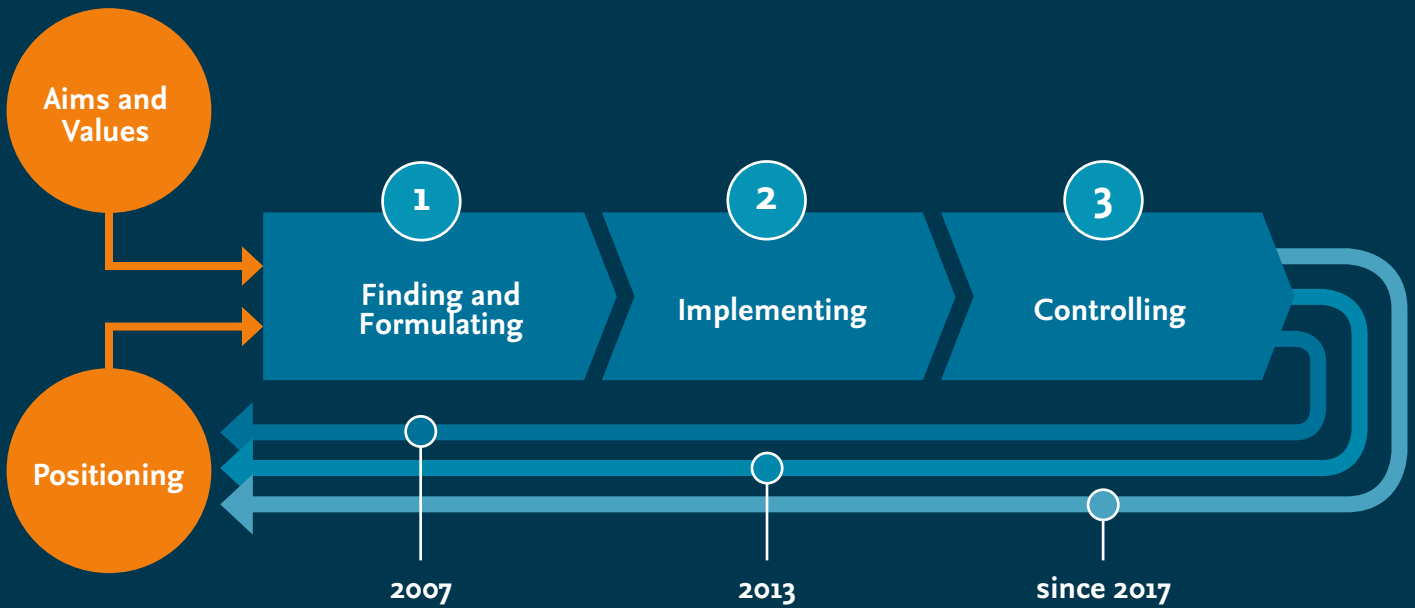 Aims and
Values
1
2
3
Finding and
Formulating
Implementing
Controlling
Positioning
2007
2013
since 2017